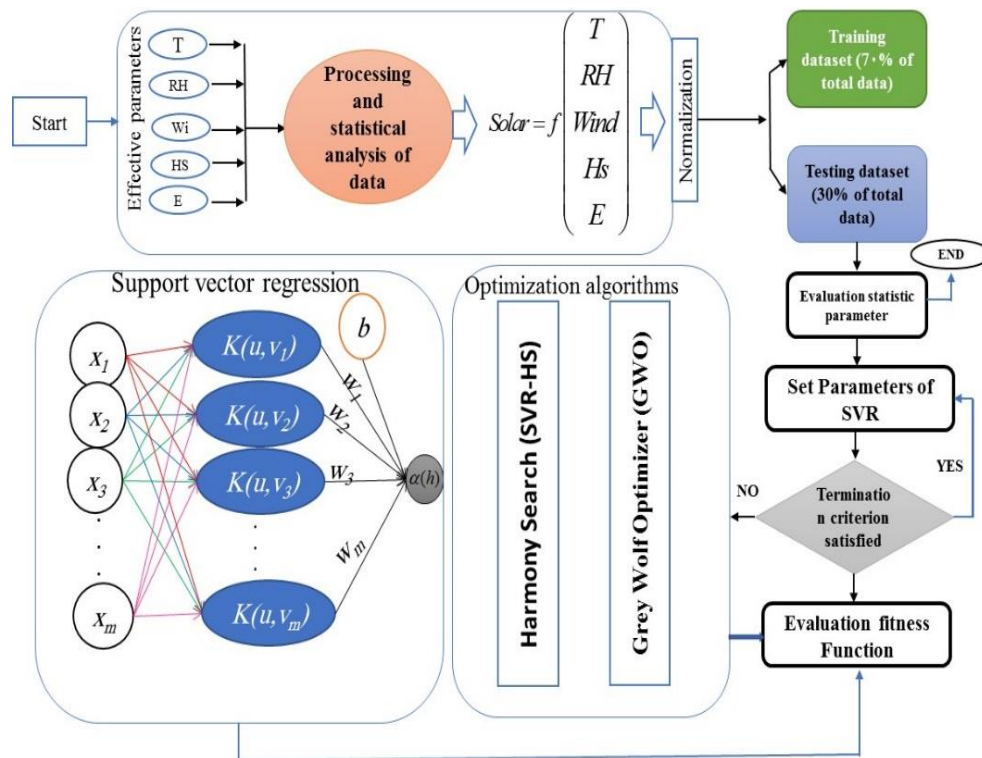 Start
Effective parameters
T
RH
Wi
HS
E
Processing
and
statistical
analysis of
data
Solar = f
T
RH
Wind
Hs
E
Normalization
Training
dataset (7۰% of
total data)
Testing dataset
(30% of total
data)
END
Evaluation statistic
parameter
Set Parameters of
SVR
YES
NO
Terminatio
n criterion
satisfied
Evaluation fitness
Function
Support vector regression
x1
x2
x3
.
.
.
xm
K(u,v1)
K(u,v2)
K(u,v3)
.
.
.
K(u,vm)
b
W1
W2
W3
Wm
α(h)
Optimization algorithms
Harmony Search (SVR-HS)
Grey Wolf Optimizer (GWO)